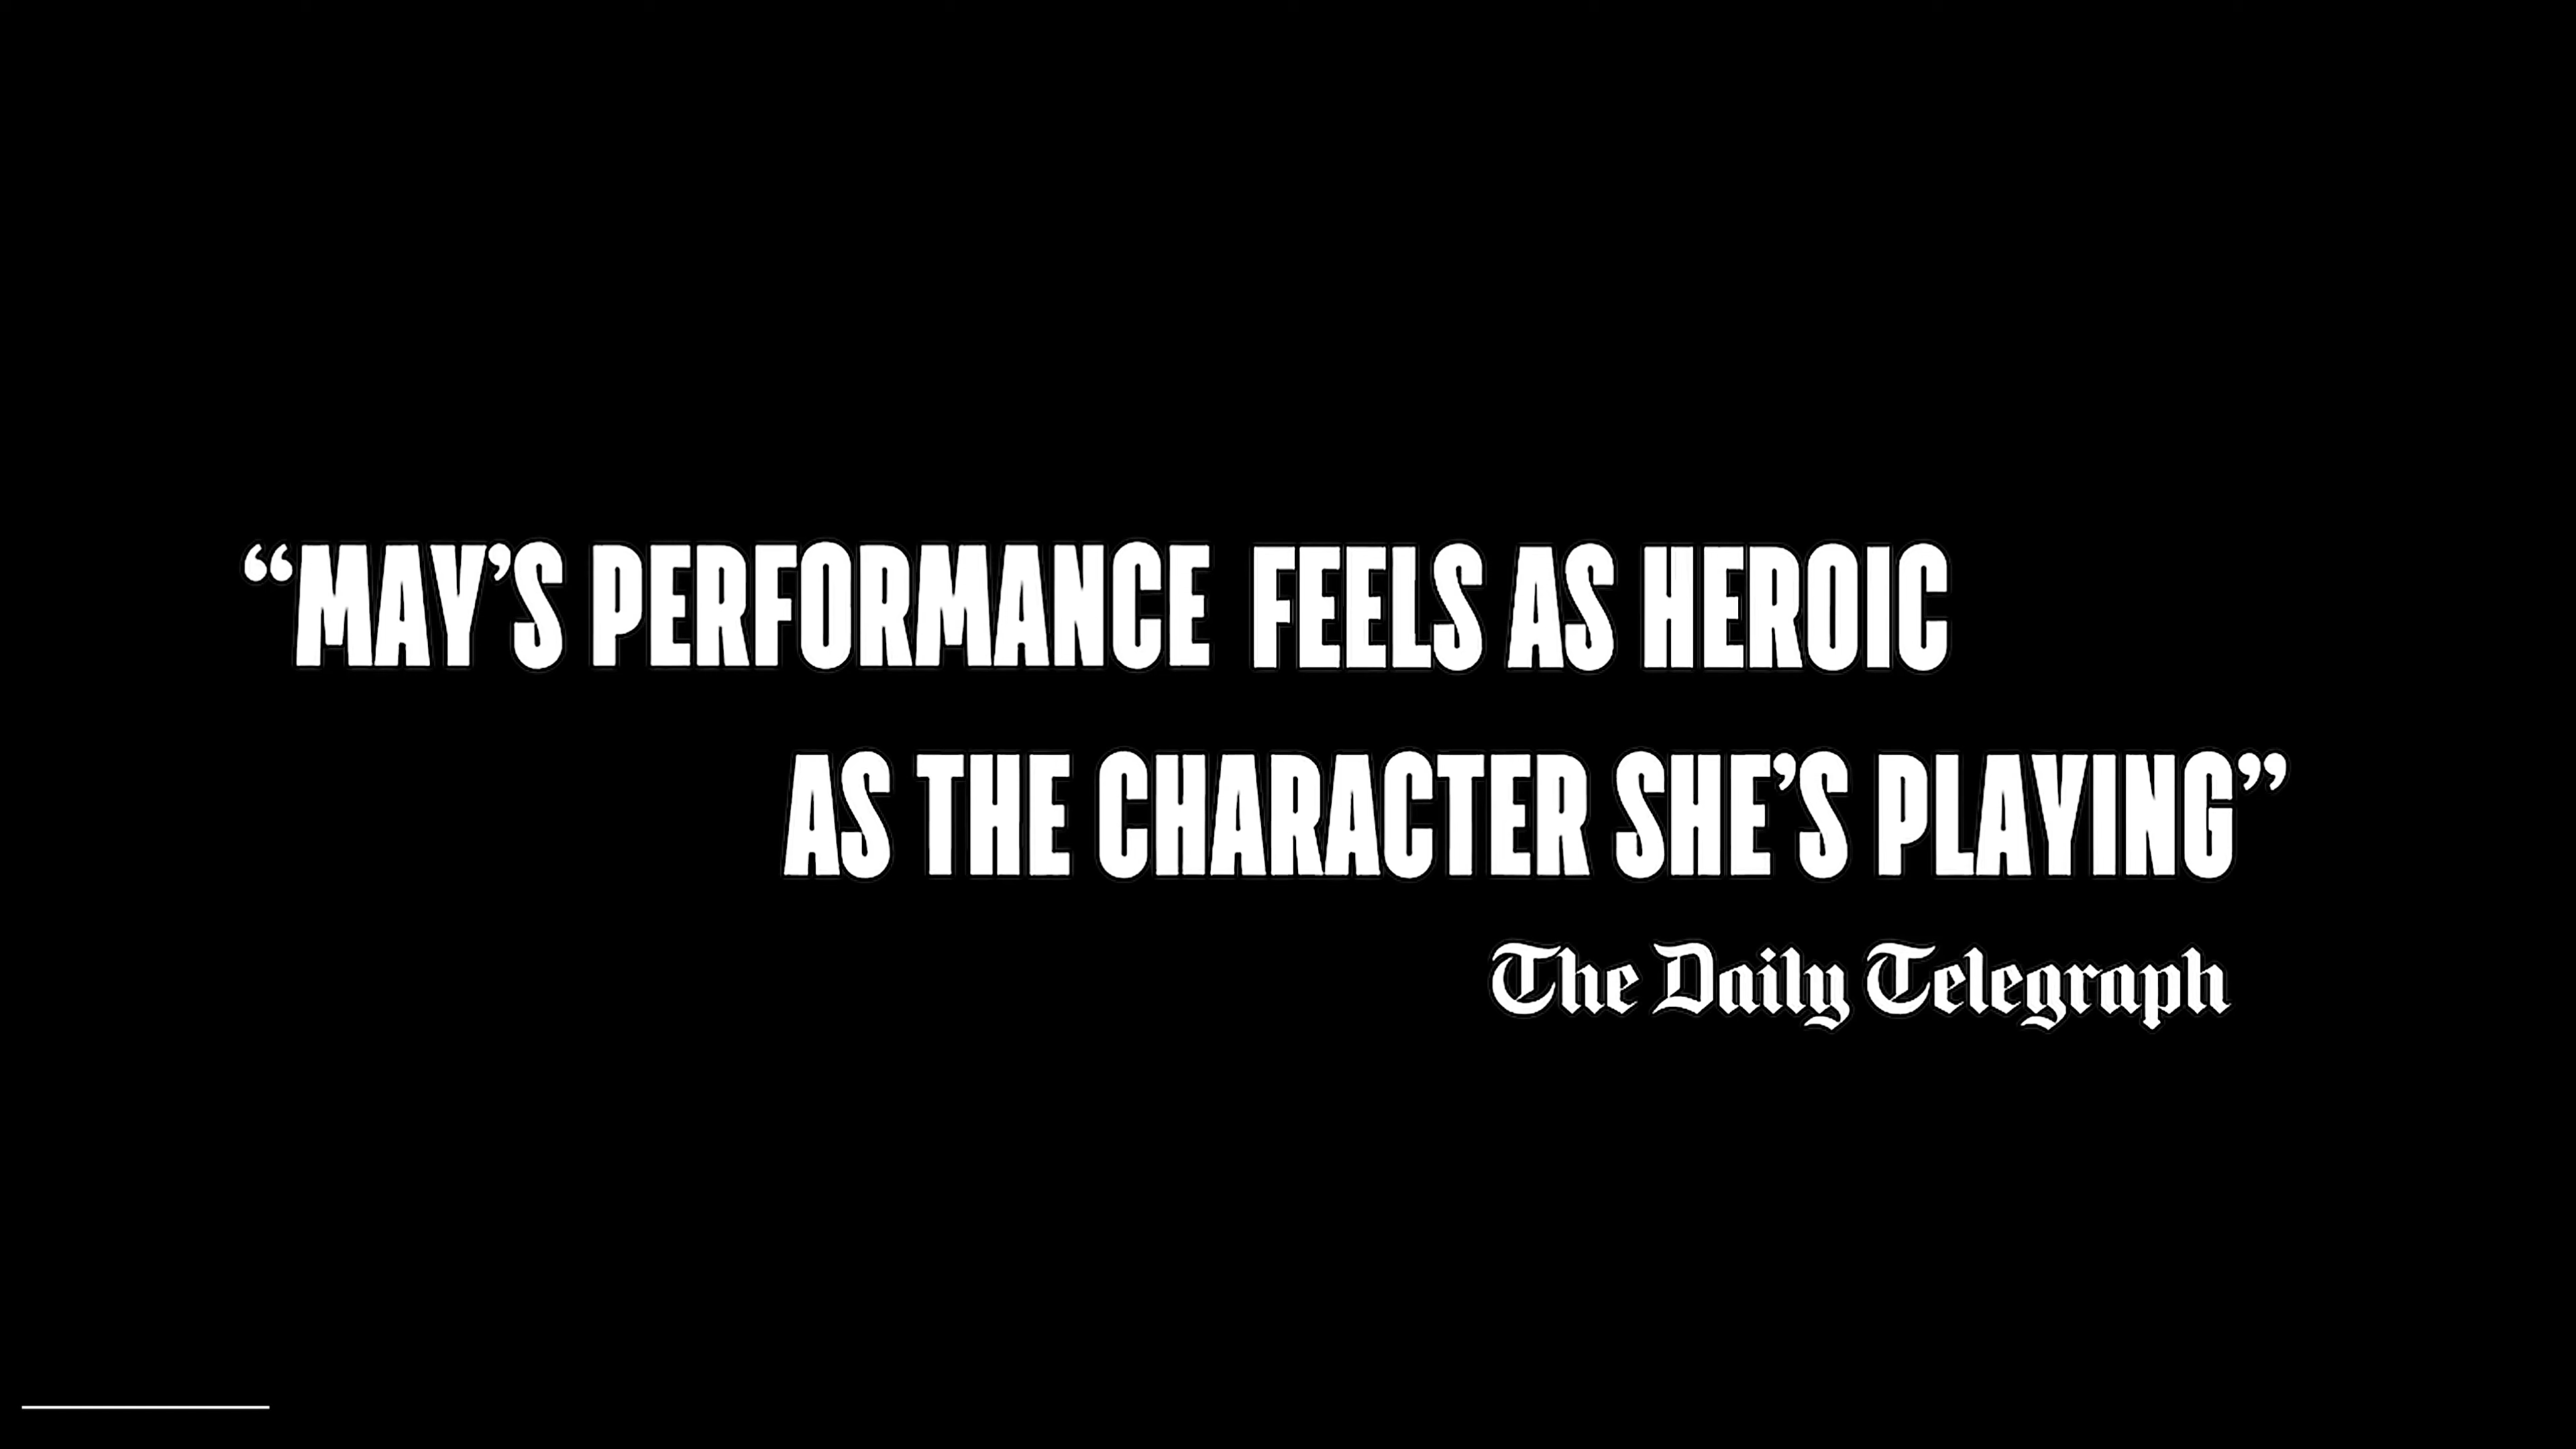 “MAY’S PERFORMANCE FEELS AS HEROIC
AS THE CHARACTER SHE’S PLAYING”
The Daily Telegraph